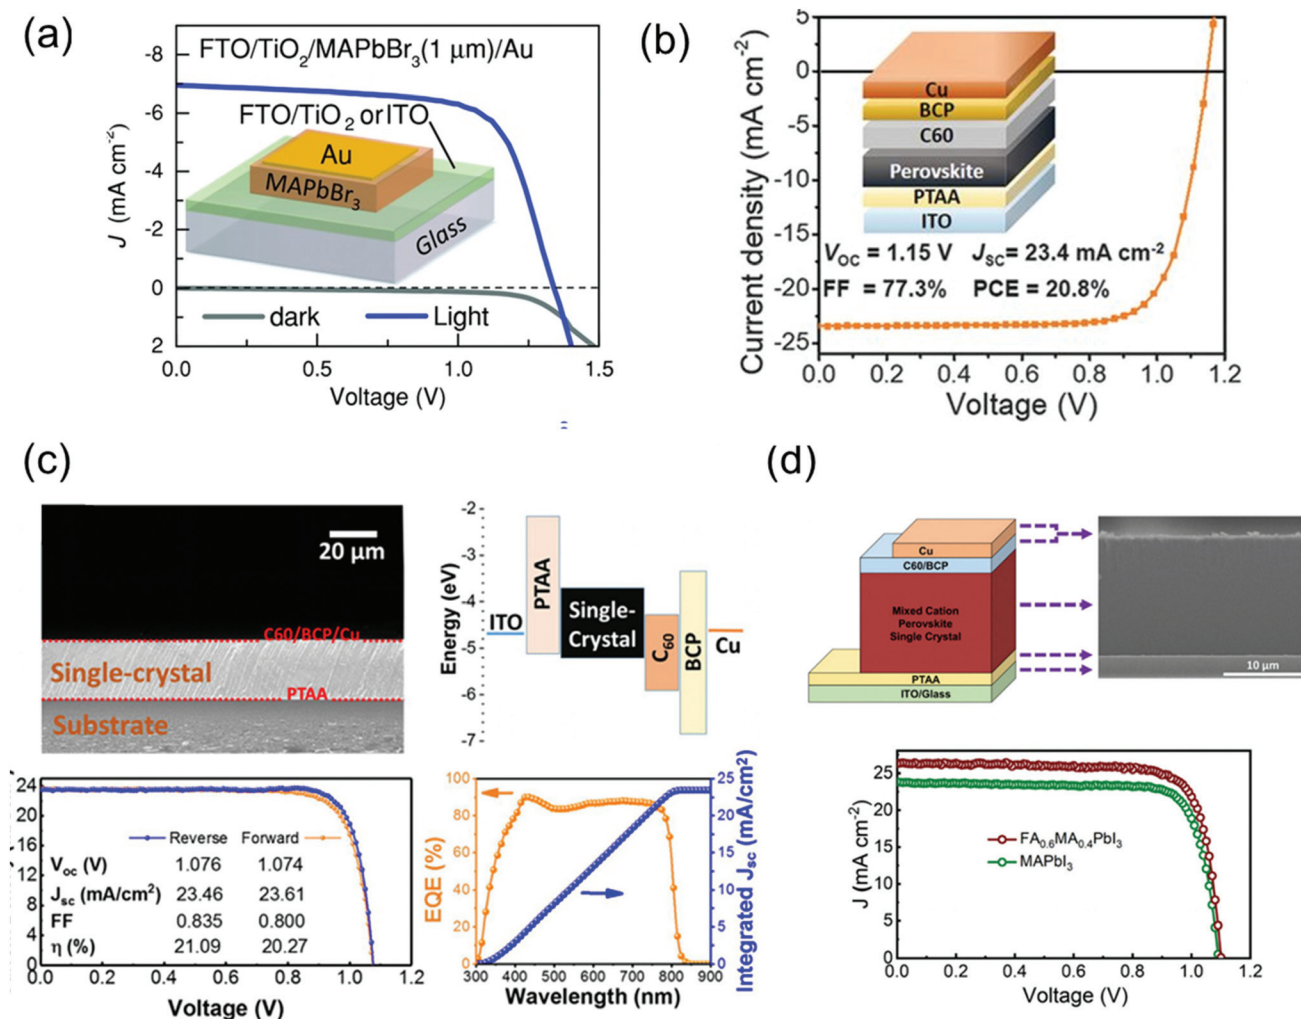 (a)
FTO/TiO2/MAPbBr3(1 μm)/Au
FTO/TiO2 or ITO
Au
MAPbBr3
Glass
dark
Light
J (mA cm-2)
-8
-6
-4
-2
0
2
0.0 0.5 1.0 1.5
Voltage (V)
(b)
Cu
BCP
C60
Perovskite
PTAA
ITO
VOC = 1.15 V JSC= 23.4 mA cm-2
FF = 77.3% PCE = 20.8%
Current density (mA cm-2)
5
0
-5
-10
-15
-20
-25
0.0 0.2 0.4 0.6 0.8 1.0 1.2
Voltage (V)
(c)
20 μm
C60/BCP/Cu
Single-crystal
PTAA
Substrate
Energy (eV)
-2
-3
-4
-5
-6
-7
ITO
PTAA
Single-
Crystal
C60
BCP
Cu
24
20
16
12
8
4
0
Reverse Forward
Voc (V) 1.076 1.074
Jsc (mA/cm2) 23.46 23.61
FF 0.835 0.800
η (%) 21.09 20.27
0.0 0.2 0.4 0.6 0.8 1.0 1.2
Voltage (V)
EQE (%)
100
80
60
40
20
0
Integrated Jsc (mA/cm2)
25
20
15
10
5
0
300 400 500 600 700 800 900
Wavelength (nm)
(d)
Cu
C60/BCP
Mixed Cation
Perovskite
Single Crystal
PTAA
ITO/Glass
10 μm
J (mA cm-2)
25
20
15
10
5
0
FA0.6MA0.4PbI3
MAPbI3
0.0 0.2 0.4 0.6 0.8 1.0 1.2
Voltage (V)